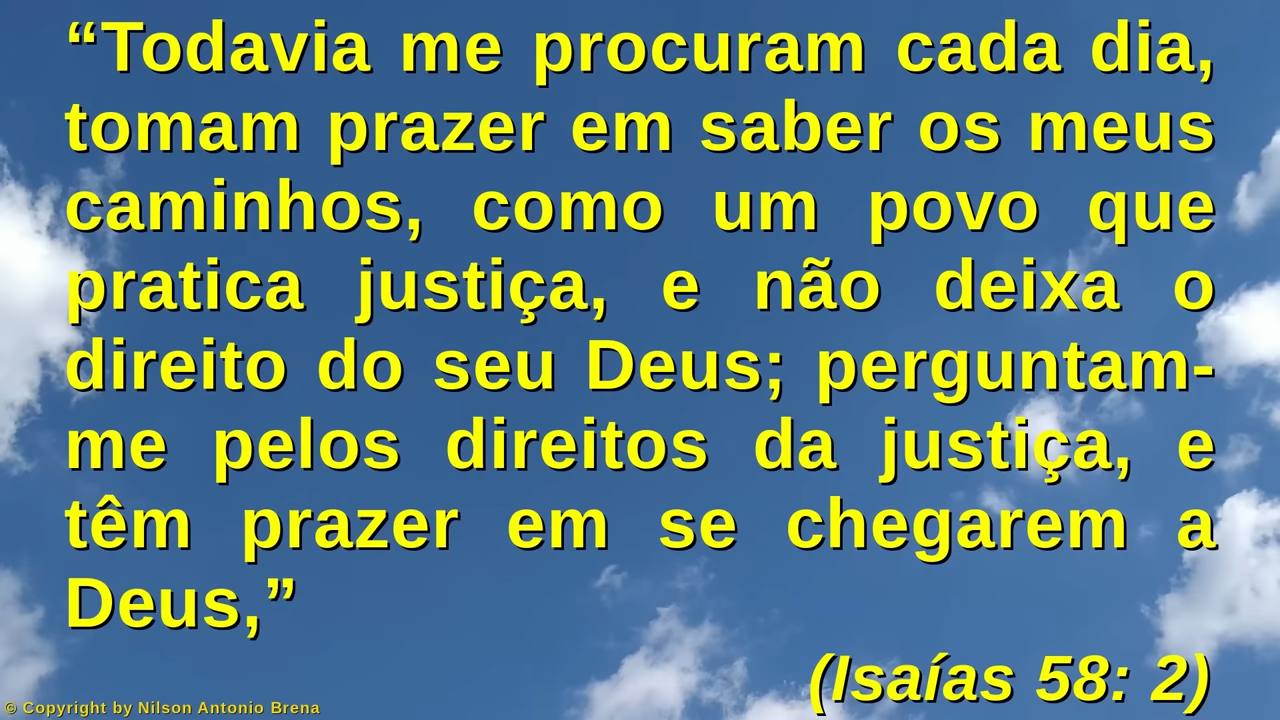 “Todavia me procuram cada dia,
tomam prazer em saber os meus
caminhos, como um povo que
pratica justiça, e não deixa o
direito do seu Deus; perguntam-
me pelos direitos da justiça, e
têm prazer em se chegarem a
Deus,”
(Isaías 58: 2)
© Copyright by Nilson Antonio Brena